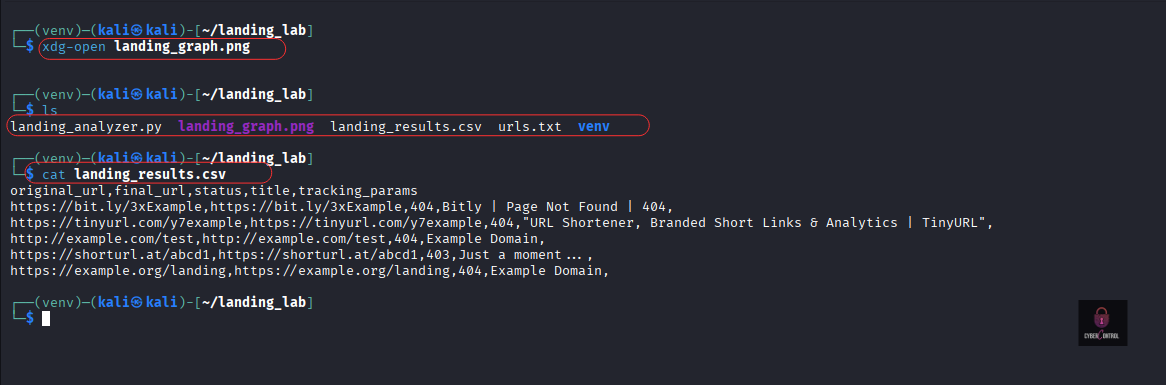 ┌──(venv)─(kali㉿kali)-[~/landing_lab]
└─$ xdg-open landing_graph.png
┌──(venv)─(kali㉿kali)-[~/landing_lab]
└─$ ls
landing_analyzer.py  landing_graph.png  landing_results.csv  urls.txt  venv
┌──(venv)─(kali㉿kali)-[~/landing_lab]
└─$ cat landing_results.csv
original_url,final_url,status,title,tracking_params
https://bit.ly/3xExample,https://bit.ly/3xExample,404,Bitly | Page Not Found | 404,
https://tinyurl.com/y7example,https://tinyurl.com/y7example,404,"URL Shortener, Branded Short Links & Analytics | TinyURL",
http://example.com/test,http://example.com/test,404,Example Domain,
https://shorturl.at/abcd1,https://shorturl.at/abcd1,403,Just a moment...,
https://example.org/landing,https://example.org/landing,404,Example Domain,
┌──(venv)─(kali㉿kali)-[~/landing_lab]
└─$